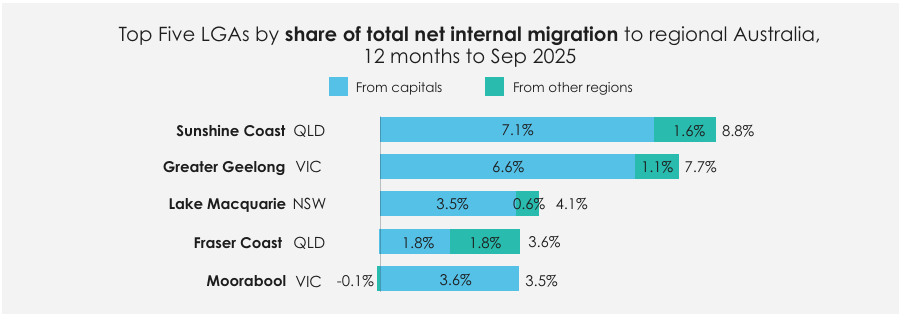 Top Five LGAs by share of total net internal migration to regional Australia,
12 months to Sep 2025
From capitals From other regions
Sunshine Coast QLD 7.1% 1.6% 8.8%
Greater Geelong VIC 6.6% 1.1% 7.7%
Lake Macquarie NSW 3.5% 0.6% 4.1%
Fraser Coast QLD 1.8% 1.8% 3.6%
Moorabool VIC -0.1% 3.6% 3.5%